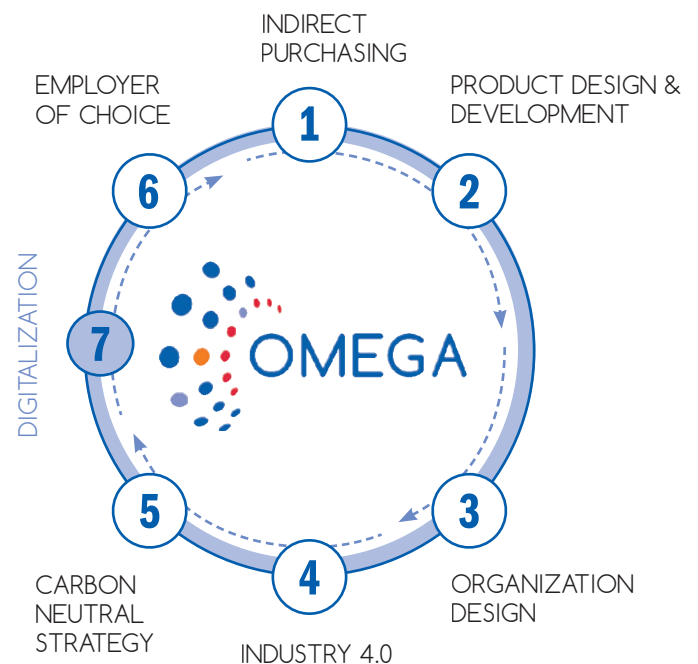 INDIRECT
PURCHASING
1
PRODUCT DESIGN &
DEVELOPMENT
2
ORGANIZATION
DESIGN
3
INDUSTRY 4.0
4
CARBON
NEUTRAL
STRATEGY
5
EMPLOYER
OF CHOICE
6
DIGITALIZATION
7
OMEGA